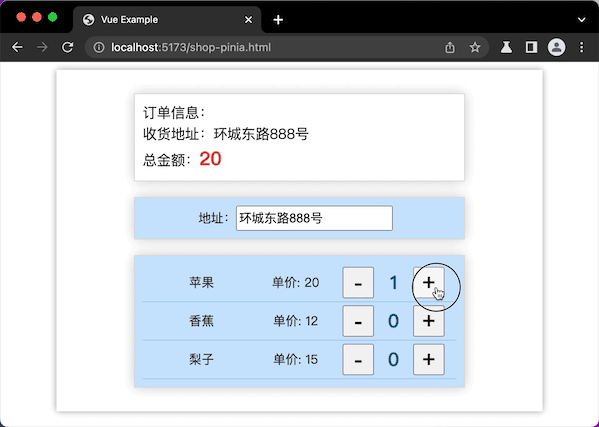 Vue Example
localhost:5173/shop-pinia.html
订单信息：
收货地址：环城东路888号
总金额：20
地址：环城东路888号
苹果 单价: 20 - 1 +
香蕉 单价: 12 - 0 +
梨子 单价: 15 - 0 +